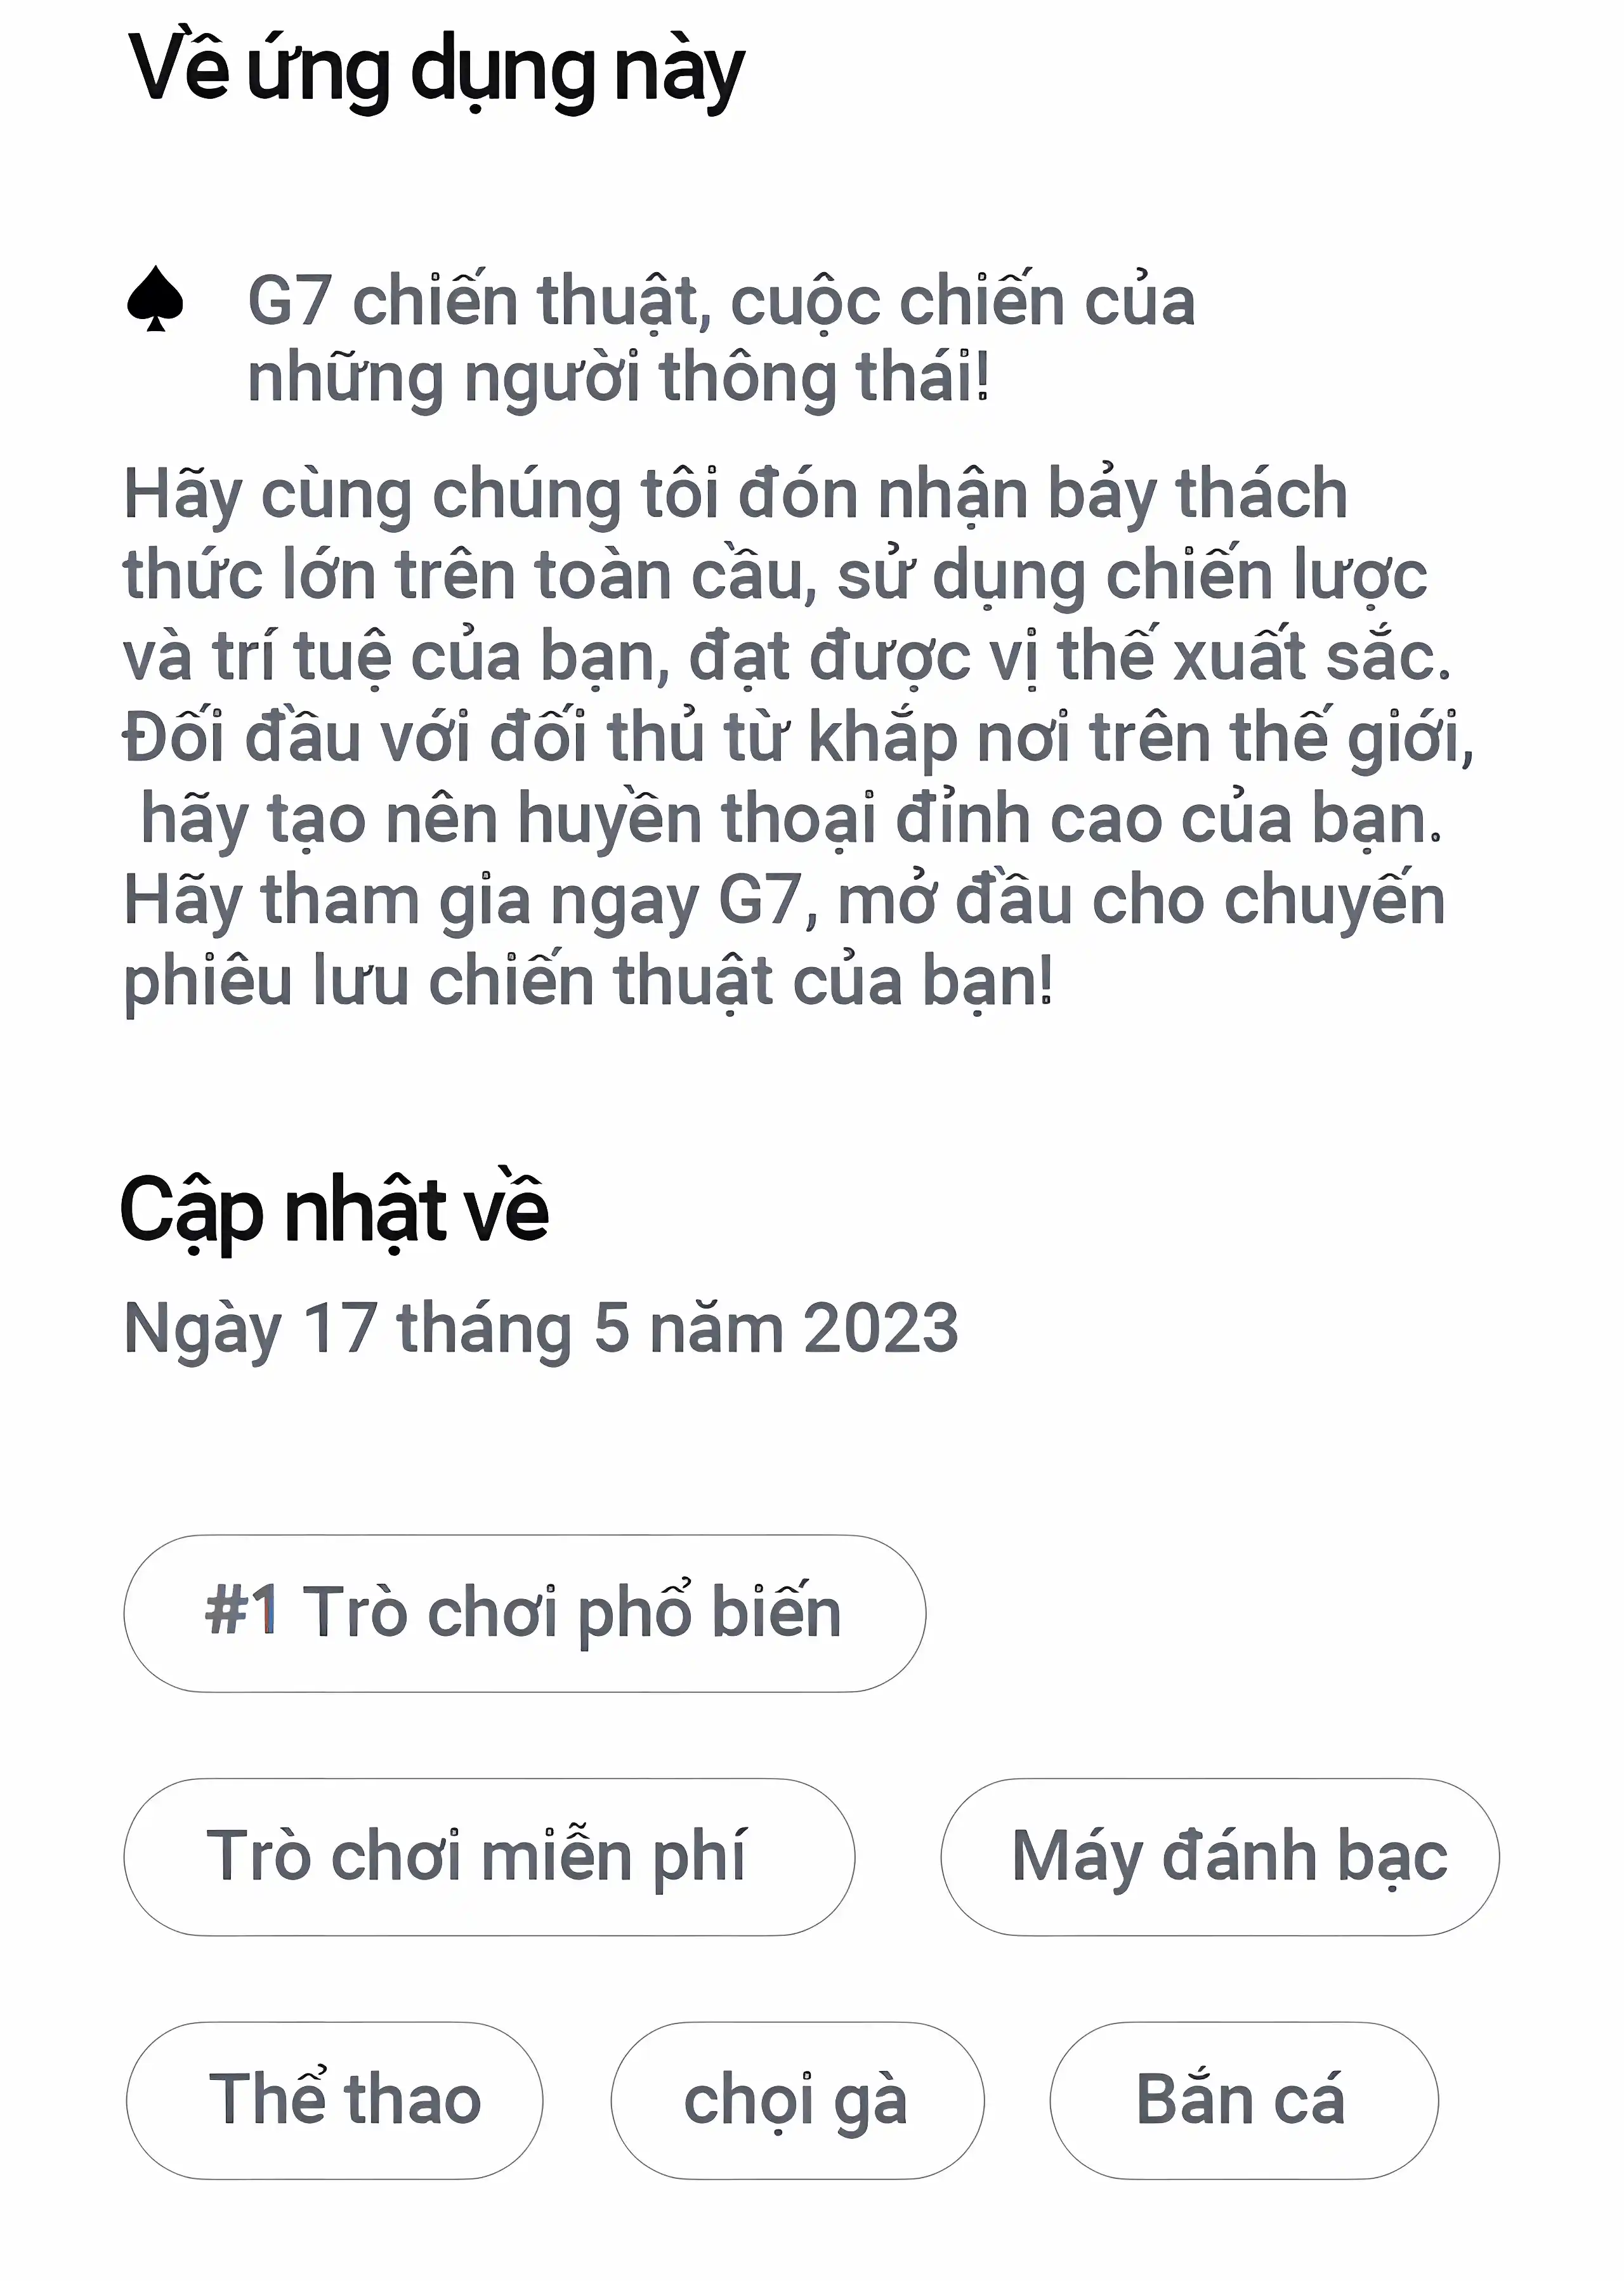 Về ứng dụng này
♠ G7 chiến thuật, cuộc chiến của
những người thông thái!
Hãy cùng chúng tôi đón nhận bảy thách
thức lớn trên toàn cầu, sử dụng chiến lược
và trí tuệ của bạn, đạt được vị thế xuất sắc.
Đối đầu với đối thủ từ khắp nơi trên thế giới,
hãy tạo nên huyền thoại đỉnh cao của bạn.
Hãy tham gia ngay G7, mở đầu cho chuyến
phiêu lưu chiến thuật của bạn!
Cập nhật về
Ngày 17 tháng 5 năm 2023
#1 Trò chơi phổ biến
Trò chơi miễn phí Máy đánh bạc
Thể thao chọi gà Bắn cá